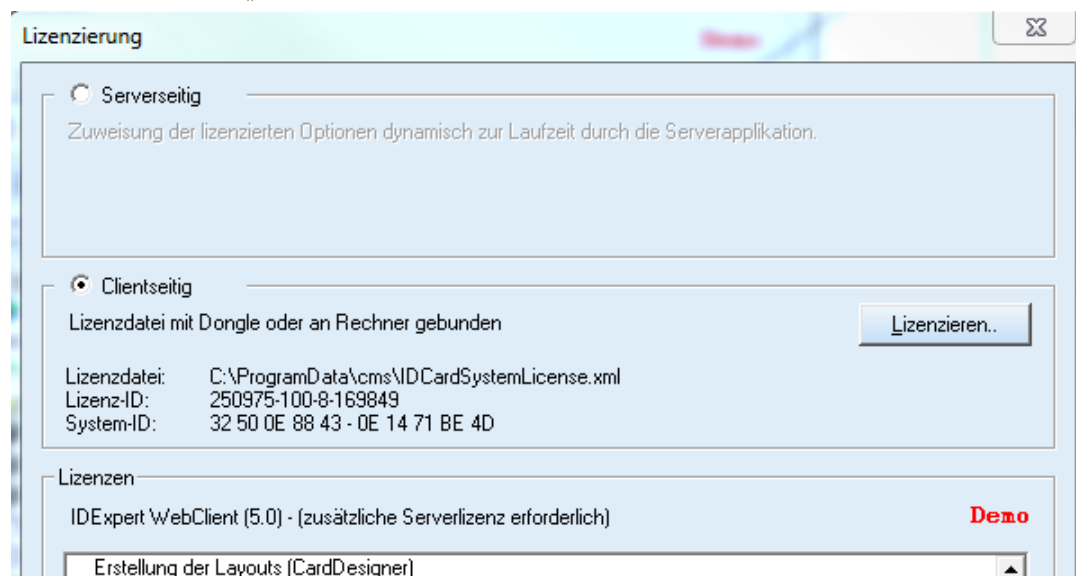 Lizenzierung
Demo
Serverseitig
Zuweisung der lizenzierten Optionen dynamisch zur Laufzeit durch die Serverapplikation.
Clientseitig
Lizenzdatei mit Dongle oder an Rechner gebunden
Lizenzieren..
Lizenzdatei: C:\ProgramData\cms\IDCardSystemLicense.xml
Lizenz-ID: 250975-100-8-169849
System-ID: 32 50 0E 88 43 - 0E 14 71 BE 4D
Lizenzen
IDExpert WebClient (5.0) - (zusätzliche Serverlizenz erforderlich) Demo
Erstellung der Layouts (CardDesigner)